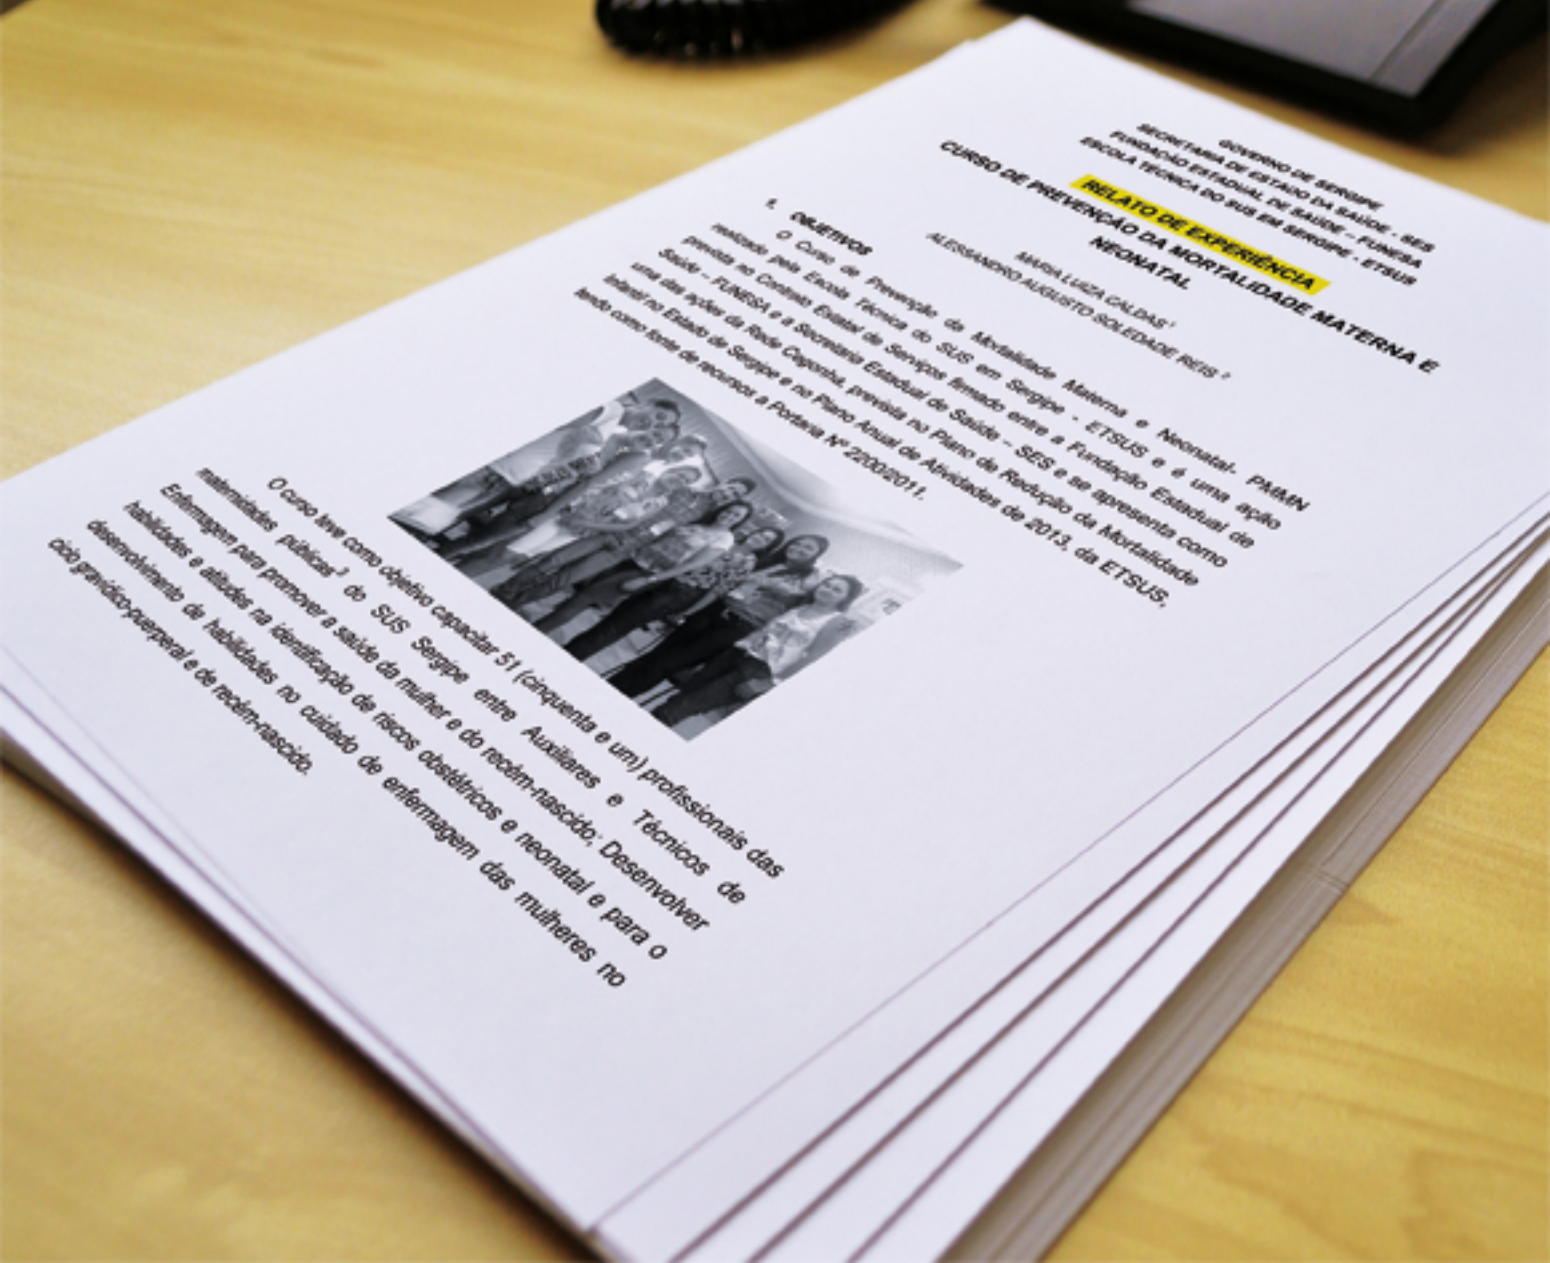 GOVERNO DE SERGIPE
SECRETARIA DE ESTADO DA SAÚDE - SES
FUNDAÇÃO ESTADUAL DE SAÚDE - FUNESA
ESCOLA TÉCNICA DO SUS EM SERGIPE - ETSUS
RELATO DE EXPERIÊNCIA
CURSO DE PREVENÇÃO DA MORTALIDADE MATERNA E
NEONATAL
MARIA LUIZA CALDAS¹
ALESSANDRO AUGUSTO SOLEDADE REIS ²
1. OBJETIVOS
O Curso de Prevenção da Mortalidade Materna e Neonatal- PMMN
realizado pela Escola Técnica do SUS em Sergipe - ETSUS e é uma ação
prevista no Contrato Estatal de Serviços firmado entre a Fundação Estadual de
Saúde – FUNESA e a Secretaria Estadual de Saúde – SES e se apresenta como
uma das ações da Rede Cegonha, prevista no Plano de Redução da Mortalidade
Infantil no Estado de Sergipe e no Plano Anual de Atividades de 2013, da ETSUS,
tendo como fonte de recursos a Portaria Nº 2200/2011.
O curso teve como objetivo capacitar 51 (cinquenta e um) profissionais das
maternidades públicas³ do SUS Sergipe entre Auxiliares e Técnicos de
Enfermagem para promover a saúde da mulher e do recém-nascido; Desenvolver
habilidades e atitudes na identificação de riscos obstétricos e neonatal e para o
desenvolvimento de habilidades no cuidado de enfermagem das mulheres no
ciclo gravídico-puerperal e de recém-nascido.